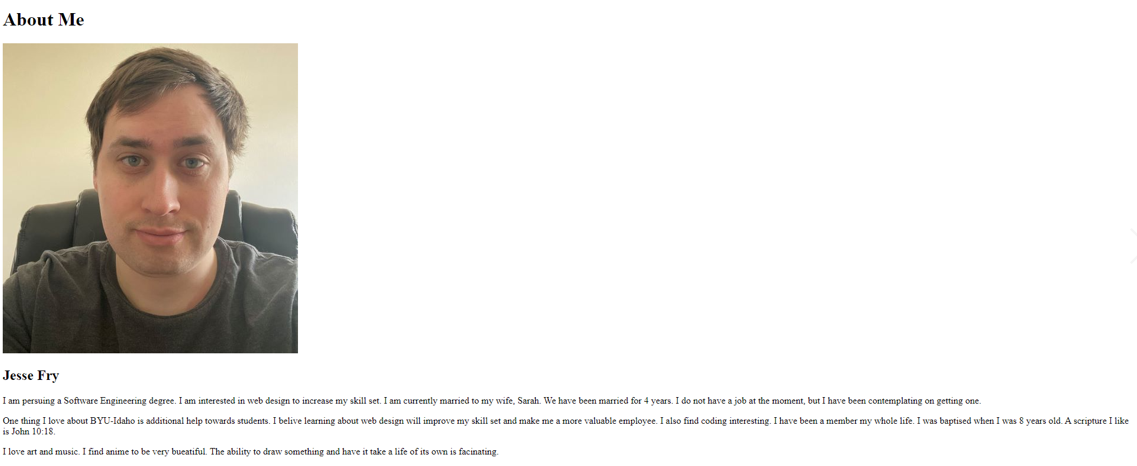 About Me
Jesse Fry
I am persuing a Software Engineering degree. I am interested in web design to increase my skill set. I am currently married to my wife, Sarah. We have been married for 4 years. I do not have a job at the moment, but I have been contemplating on getting one.
One thing I love about BYU-Idaho is additional help towards students. I belive learning about web design will improve my skill set and make me a more valuable employee. I also find coding interesting. I have been a member my whole life. I was baptised when I was 8 years old. A scripture I like
is John 10:18.
I love art and music. I find anime to be very bueatiful. The ability to draw something and have it take a life of its own is facinating.